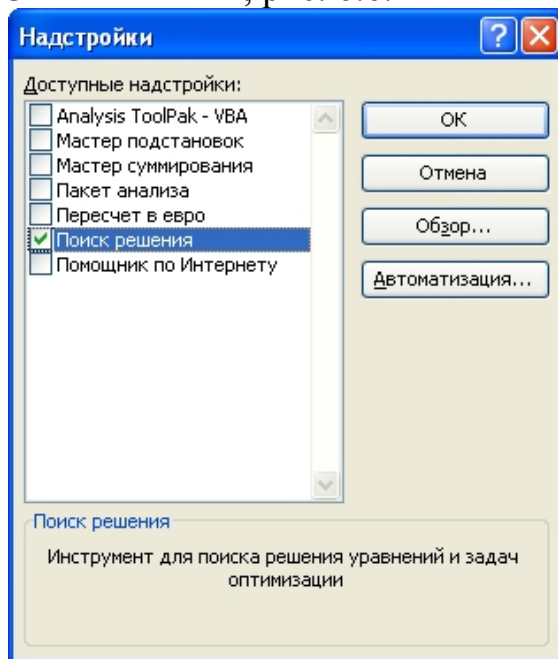 Надстройки
Доступные надстройки:
Analysis ToolPak - VBA
Мастер подстановок
Мастер суммирования
Пакет анализа
Пересчет в евро
Поиск решения
Помощник по Интернету
ОК
Отмена
Обзор...
Автоматизация...
Поиск решения
Инструмент для поиска решения уравнений и задач
оптимизации